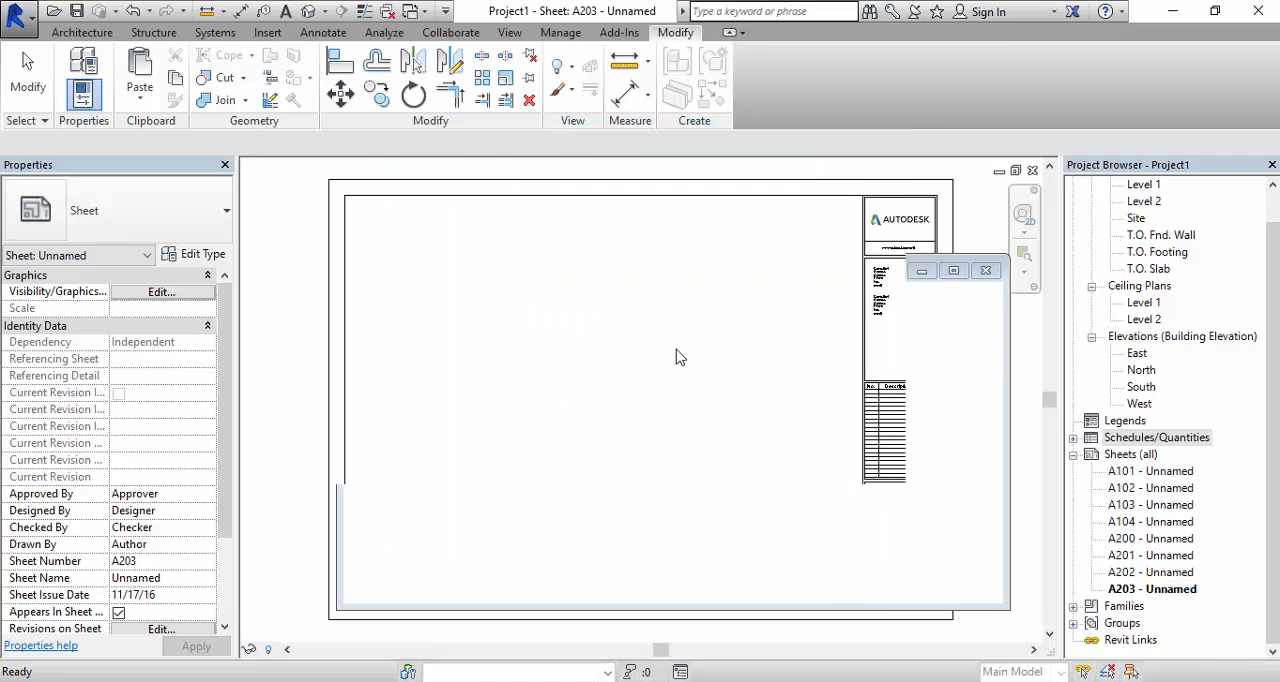 Project1 - Sheet: A203 - Unnamed
Type a keyword or phrase
Sign In
Architecture
Structure
Systems
Insert
Annotate
Analyze
Massing & Site
Collaborate
View
Manage
Add-Ins
Modify
Modify
Paste
Cope
Cut
Join
Select
Properties
Clipboard
Geometry
Modify
View
Measure
Create
Properties
Sheet
Sheet: Unnamed
Edit Type
Graphics
Visibility/Graphics... Edit...
Scale
Identity Data
Dependency Independent
Referencing Sheet
Referencing Detail
Current Revision I...
Current Revision ...
Current Revision ...
Current Revision ...
Current Revision ...
Current Revision
Approved By Approver
Designed By Designer
Checked By Checker
Drawn By Author
Sheet Number A203
Sheet Name Unnamed
Sheet Issue Date 11/17/16
Appears In Sheet ...
Revisions on Sheet Edit...
Properties help
Apply
AUTODESK
No.
2D
Project Browser - Project1
Level 1
Level 2
Site
T.O. Fnd. Wall
T.O. Footing
T.O. Slab
Ceiling Plans
Level 1
Level 2
Elevations (Building Elevation)
East
North
South
West
Legends
Schedules/Quantities
Sheets (all)
A101 - Unnamed
A102 - Unnamed
A103 - Unnamed
A104 - Unnamed
A200 - Unnamed
A201 - Unnamed
A202 - Unnamed
A203 - Unnamed
Families
Groups
Revit Links
Ready
:0
Main Model